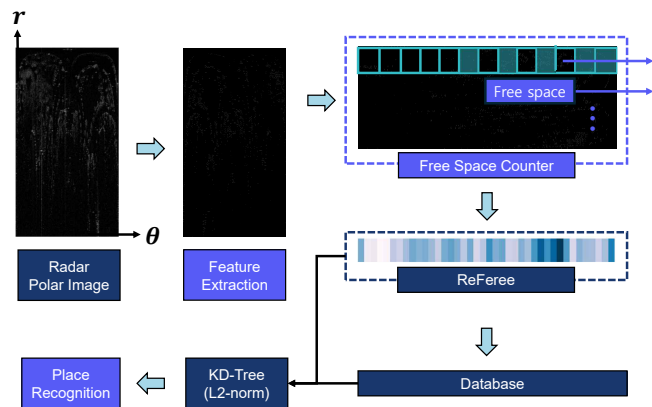 r
θ
Radar
Polar Image
Feature
Extraction
Free space
Free Space Counter
ReFeree
Place
Recognition
KD-Tree
(L2-norm)
Database